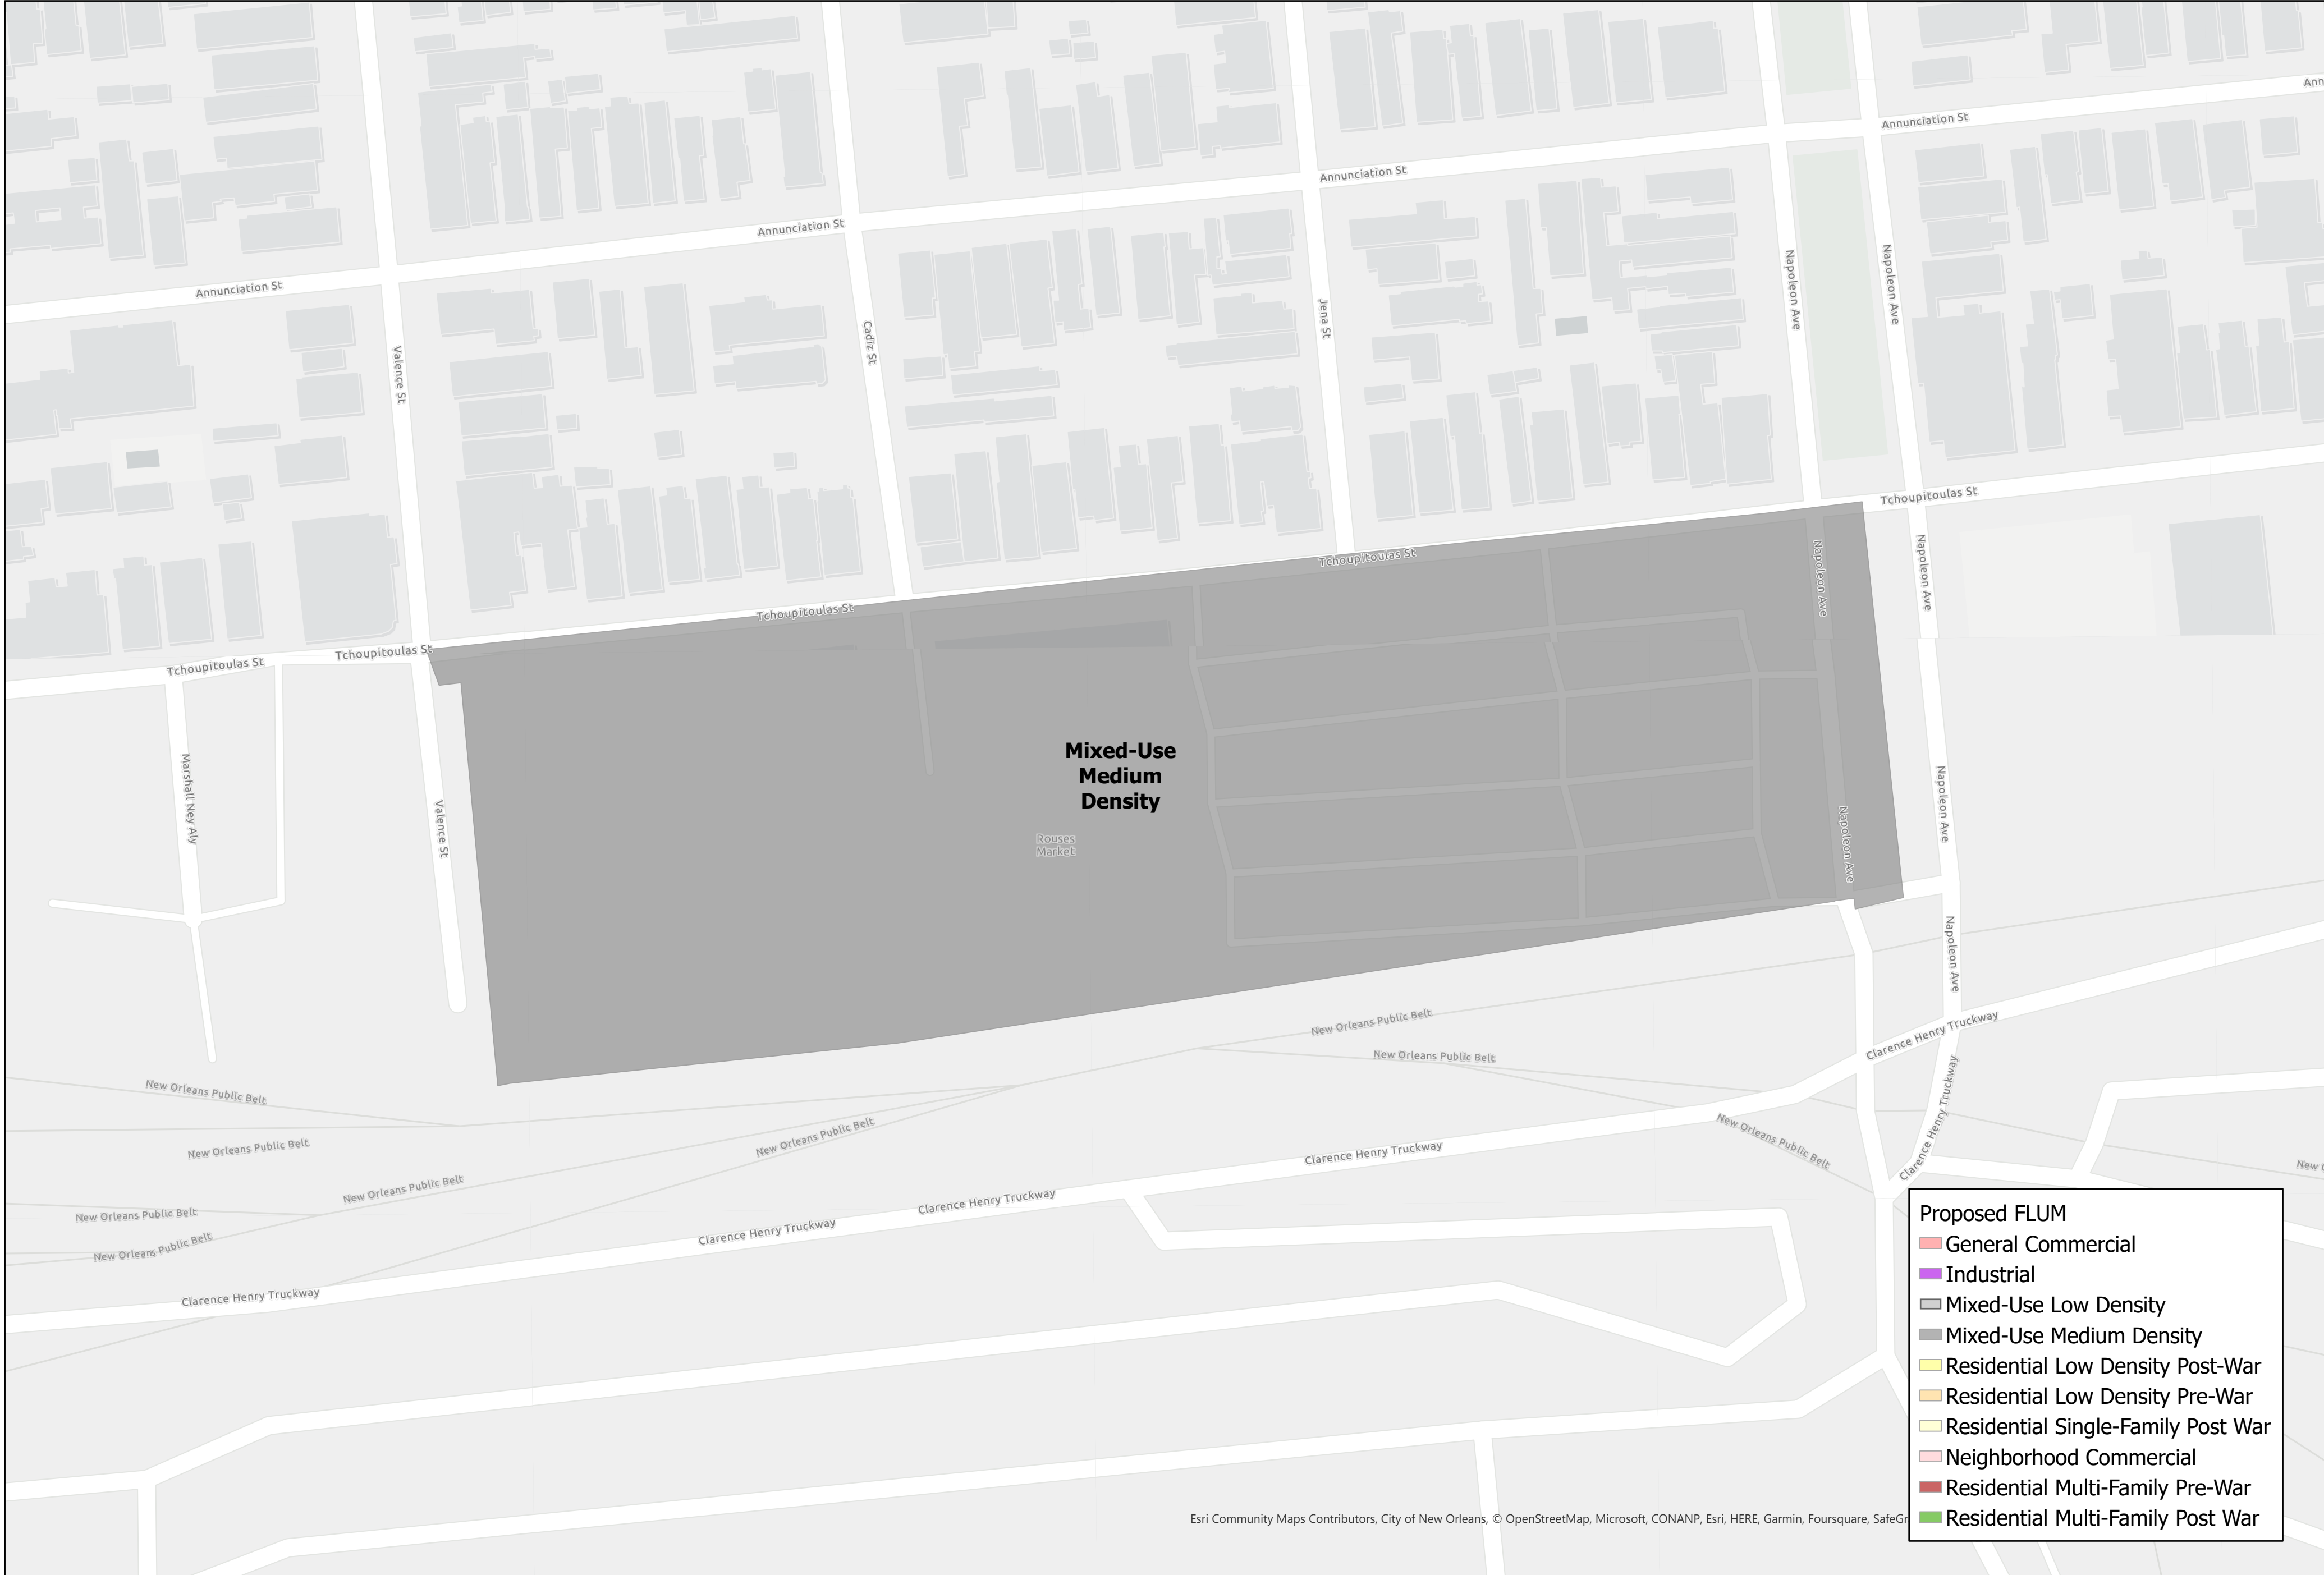 Ann
Annunciation St
Annunciation St
Annunciation St
Annunciation St
Napoleon Ave
Napoleon Ave
Jena St
Cadiz St
Valence St
Tchoupitoulas St
Tchoupitoulas St
Tchoupitoulas St
Tchoupitoulas St
Tchoupitoulas St
Napoleon Ave
Napoleon Ave
Marshall Ney Aly
Valence St
Mixed-Use
Medium
Density
Rouses
Market
Napoleon Ave
Napoleon Ave
Napoleon Ave
New Orleans Public Belt
New Orleans Public Belt
Clarence Henry Truckway
Clarence Henry Truckway
New Orleans Public Belt
New Orleans Public Belt
New Orleans Public Belt
New Orleans Public Belt
New Orleans Public Belt
New Orleans Public Belt
New Orleans Public Belt
Clarence Henry Truckway
Clarence Henry Truckway
Clarence Henry Truckway
Clarence Henry Truckway
Proposed FLUM
General Commercial
Industrial
Mixed-Use Low Density
Mixed-Use Medium Density
Residential Low Density Post-War
Residential Low Density Pre-War
Residential Single-Family Post War
Neighborhood Commercial
Residential Multi-Family Pre-War
Residential Multi-Family Post War
Esri Community Maps Contributors, City of New Orleans, © OpenStreetMap, Microsoft, CONANP, Esri, HERE, Garmin, Foursquare, SafeGr